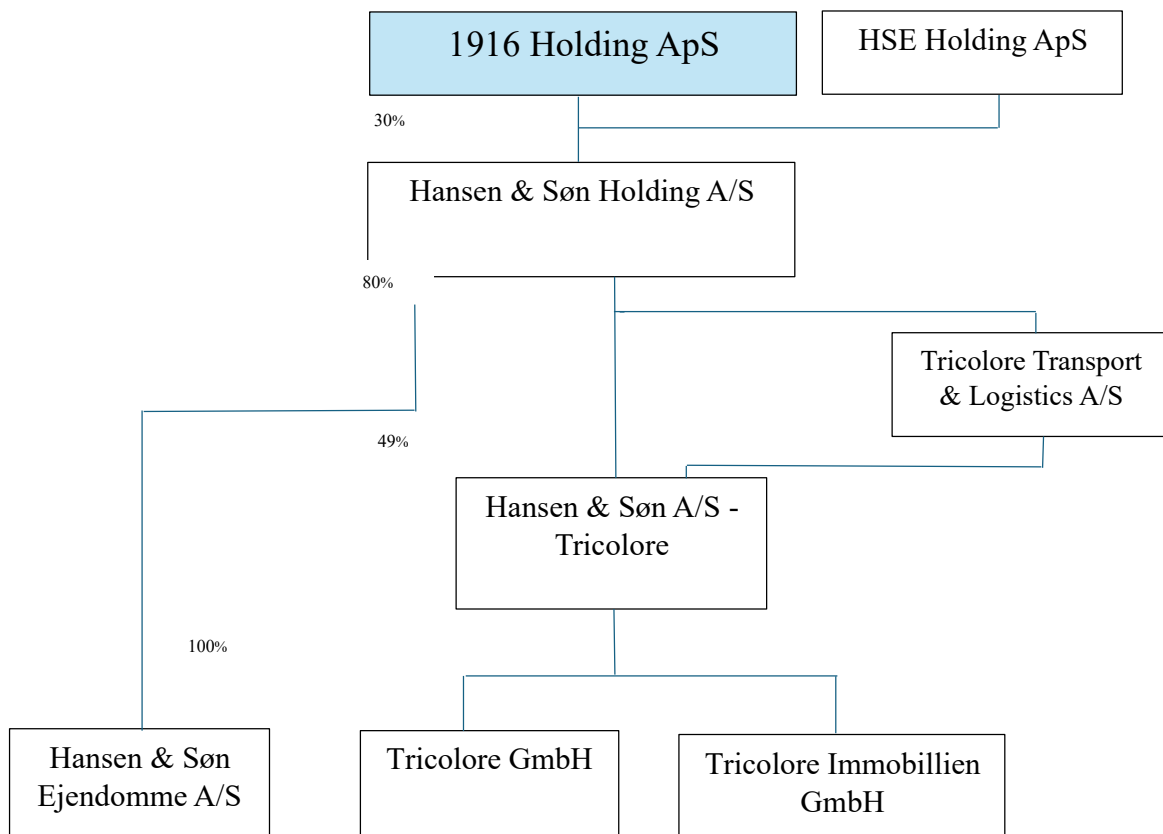 1916 Holding ApS
HSE Holding ApS
30%
Hansen & Søn Holding A/S
80%
Tricolore Transport
& Logistics A/S
49%
Hansen & Søn A/S -
Tricolore
100%
Hansen & Søn
Ejendomme A/S
Tricolore GmbH
Tricolore Immobillien
GmbH